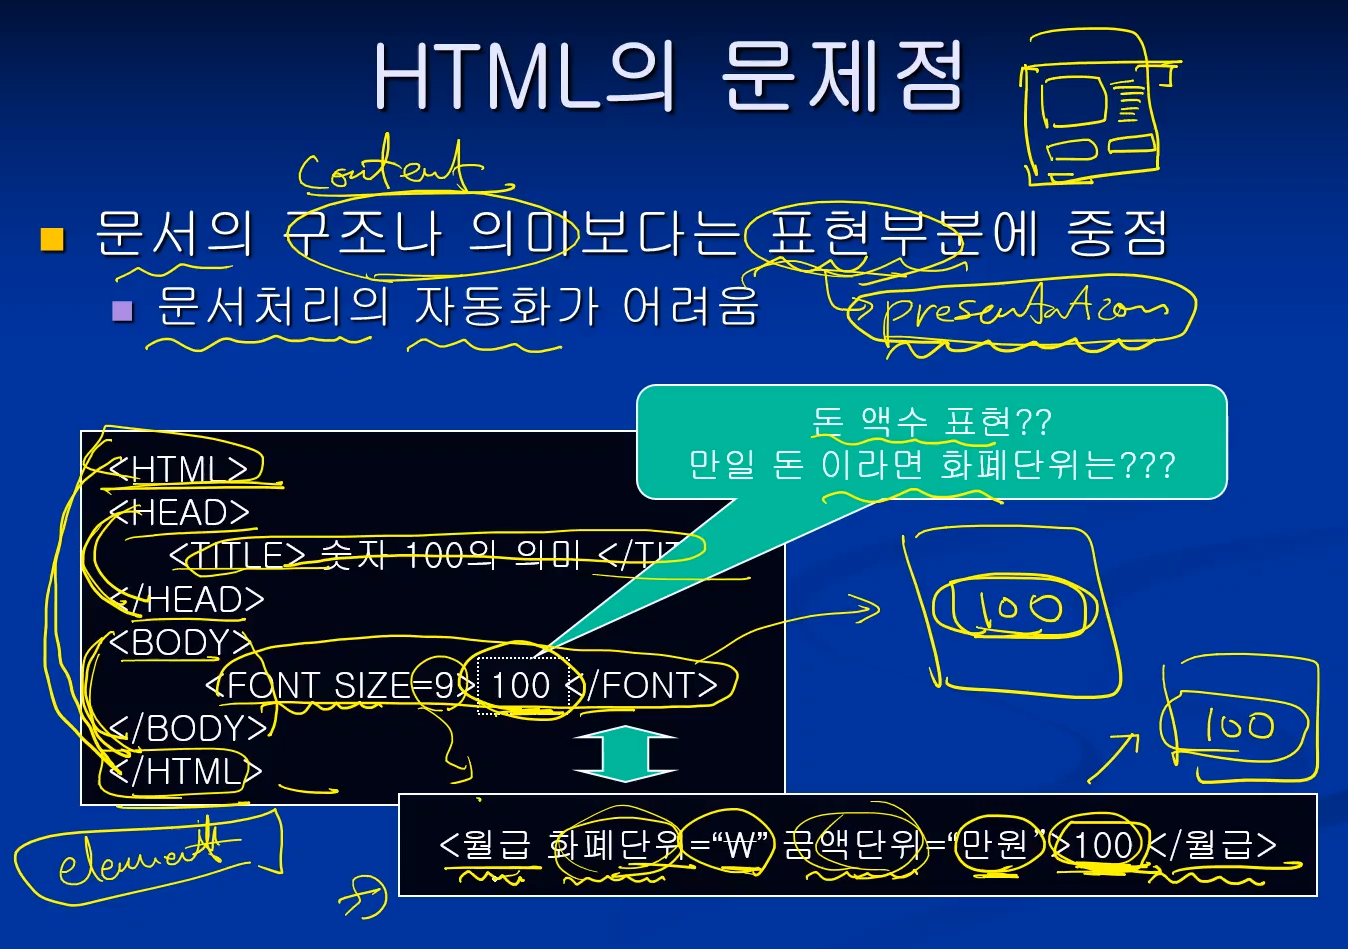 HTML의 문제점
content
문서의 구조나 의미보다는 표현부분에 중점
문서처리의 자동화가 어려움
presentation
돈 액수 표현??
만일 돈 이라면 화폐단위는???
<HTML>
<HEAD>
<TITLE> 숫자 100의 의미 </TIT
</HEAD>
<BODY>
<FONT SIZE=9> 100 </FONT>
100
</BODY>
100
</HTML>
<월급 화폐단위=“₩” 금액단위=“만원”>100 </월급>
element